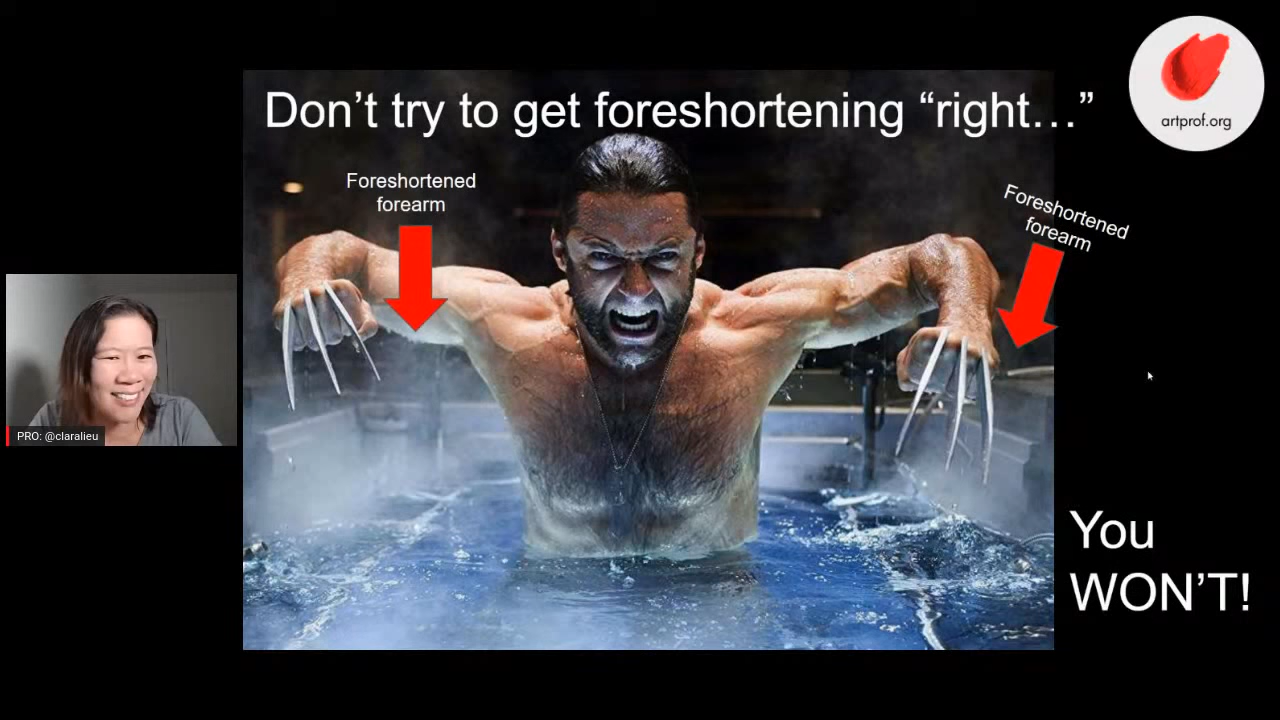 Don’t try to get foreshortening “right…”
artprof.org
Foreshortened
forearm
Foreshortened
forearm
PRO: @claralieu
You
WON’T!